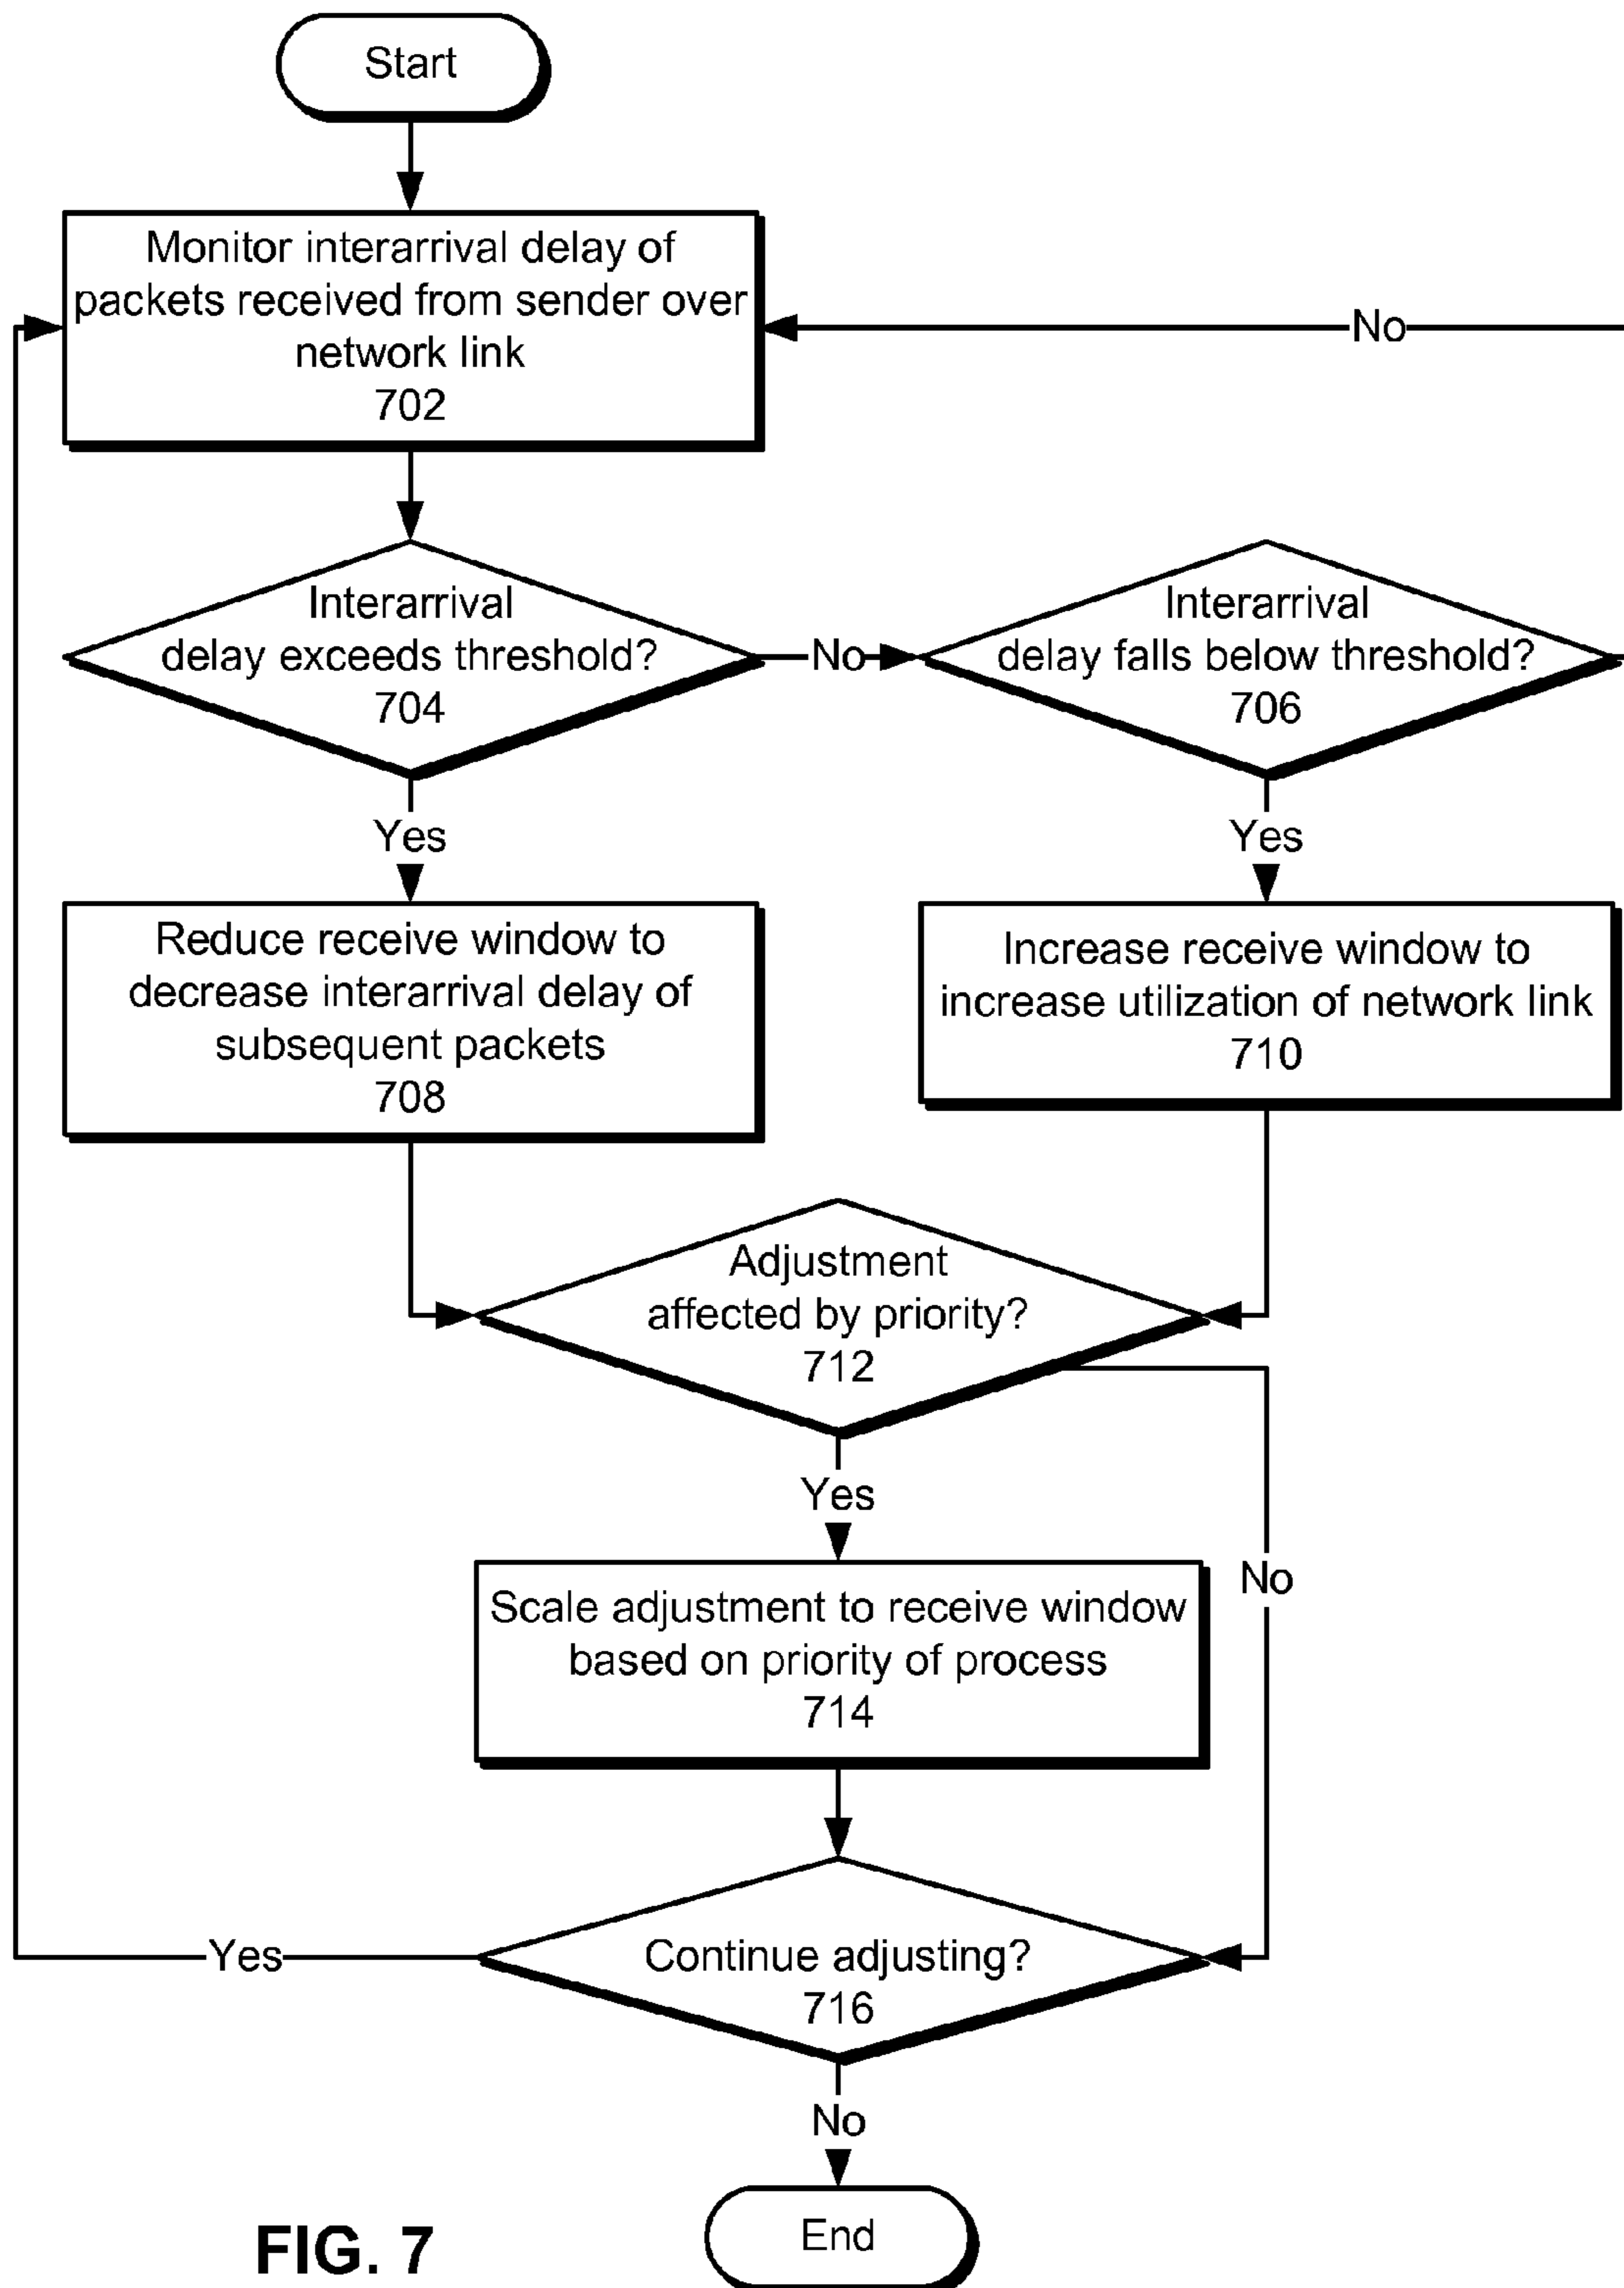 Start
Monitor interarrival delay of
packets received from sender over
network link
702
No
Interarrival
delay exceeds threshold?
704
No
Interarrival
delay falls below threshold?
706
Yes
Yes
Reduce receive window to
decrease interarrival delay of
subsequent packets
708
Increase receive window to
increase utilization of network link
710
Adjustment
affected by priority?
712
Yes
No
Scale adjustment to receive window
based on priority of process
714
Yes
Continue adjusting?
716
No
End
FIG. 7